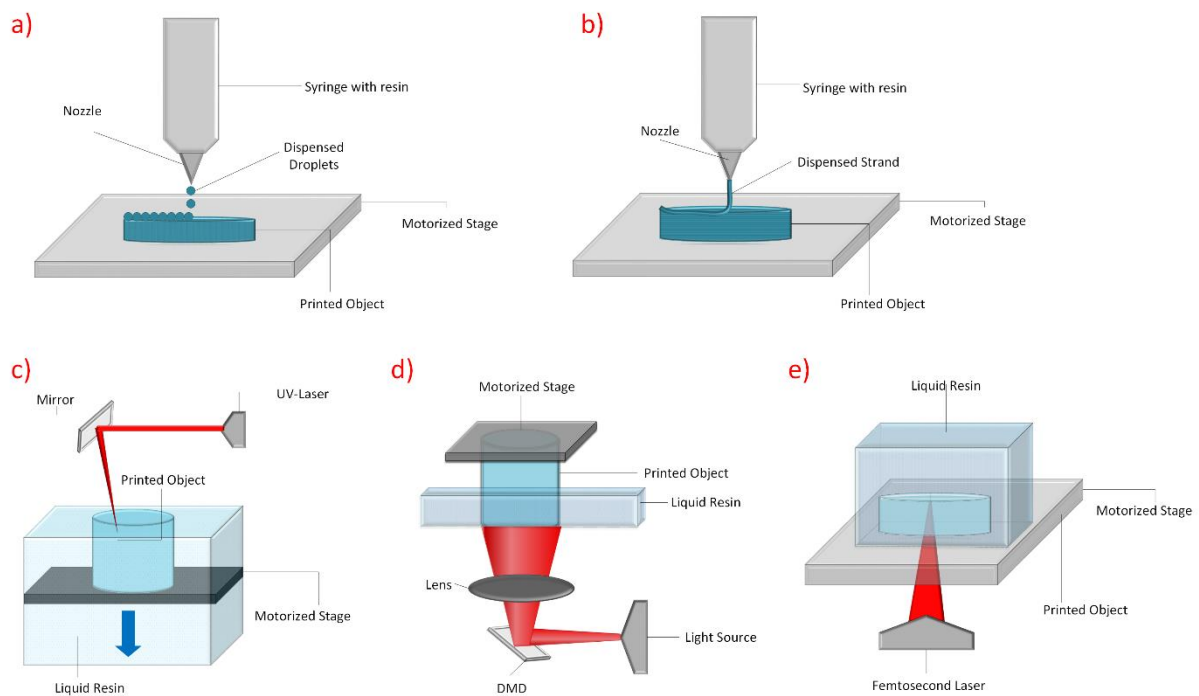 a)
Syringe with resin
Nozzle
Dispensed
Droplets
Motorized Stage
Printed Object
b)
Syringe with resin
Nozzle
Dispensed Strand
Motorized Stage
Printed Object
c)
Mirror
UV-Laser
Printed Object
Motorized Stage
Liquid Resin
d)
Motorized Stage
Printed Object
Liquid Resin
Lens
Light Source
DMD
e)
Liquid Resin
Motorized Stage
Printed Object
Femtosecond Laser